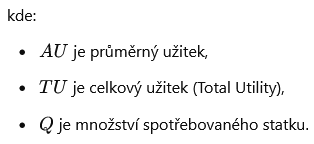 kde:
• AU je průměrný užitek,
• TU je celkový užitek (Total Utility),
• Q je množství spotřebovaného statku.